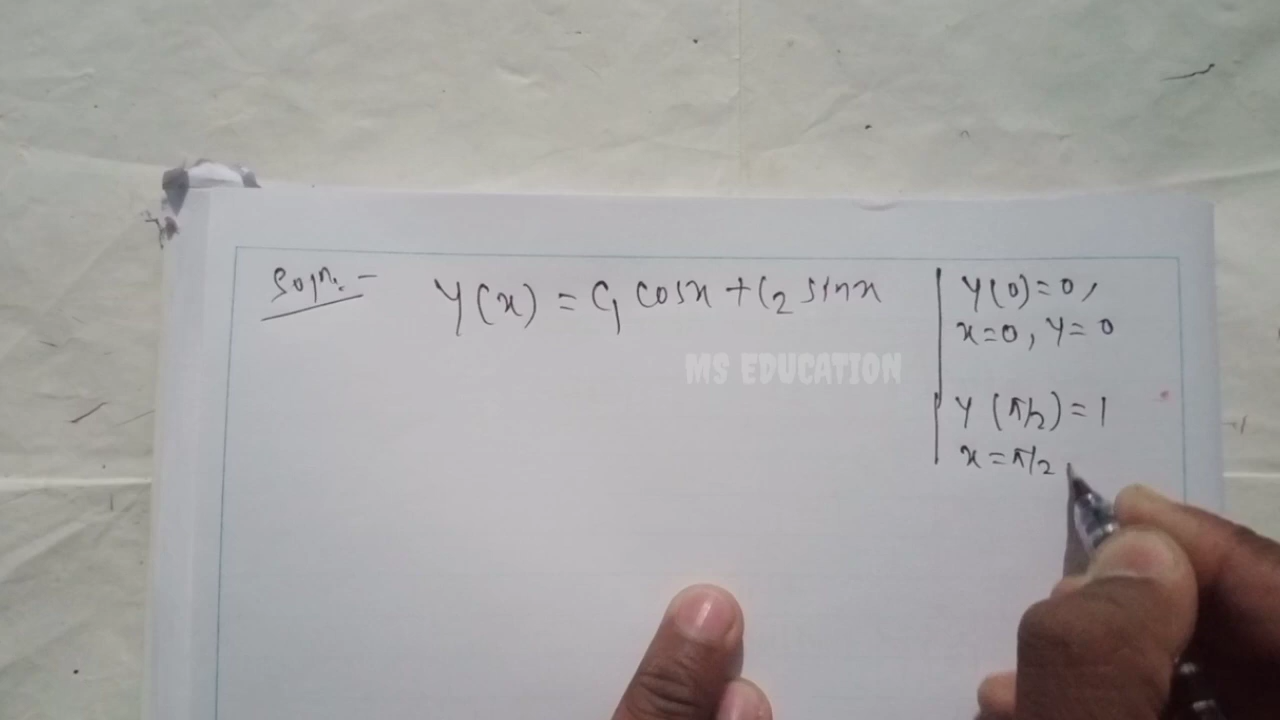 Soln. –
Y(x) = C1 cosx + C2 sinx
MS EDUCATION
Y(0)=0,
x=0, Y=0
Y(π/2)=1
x=π/2